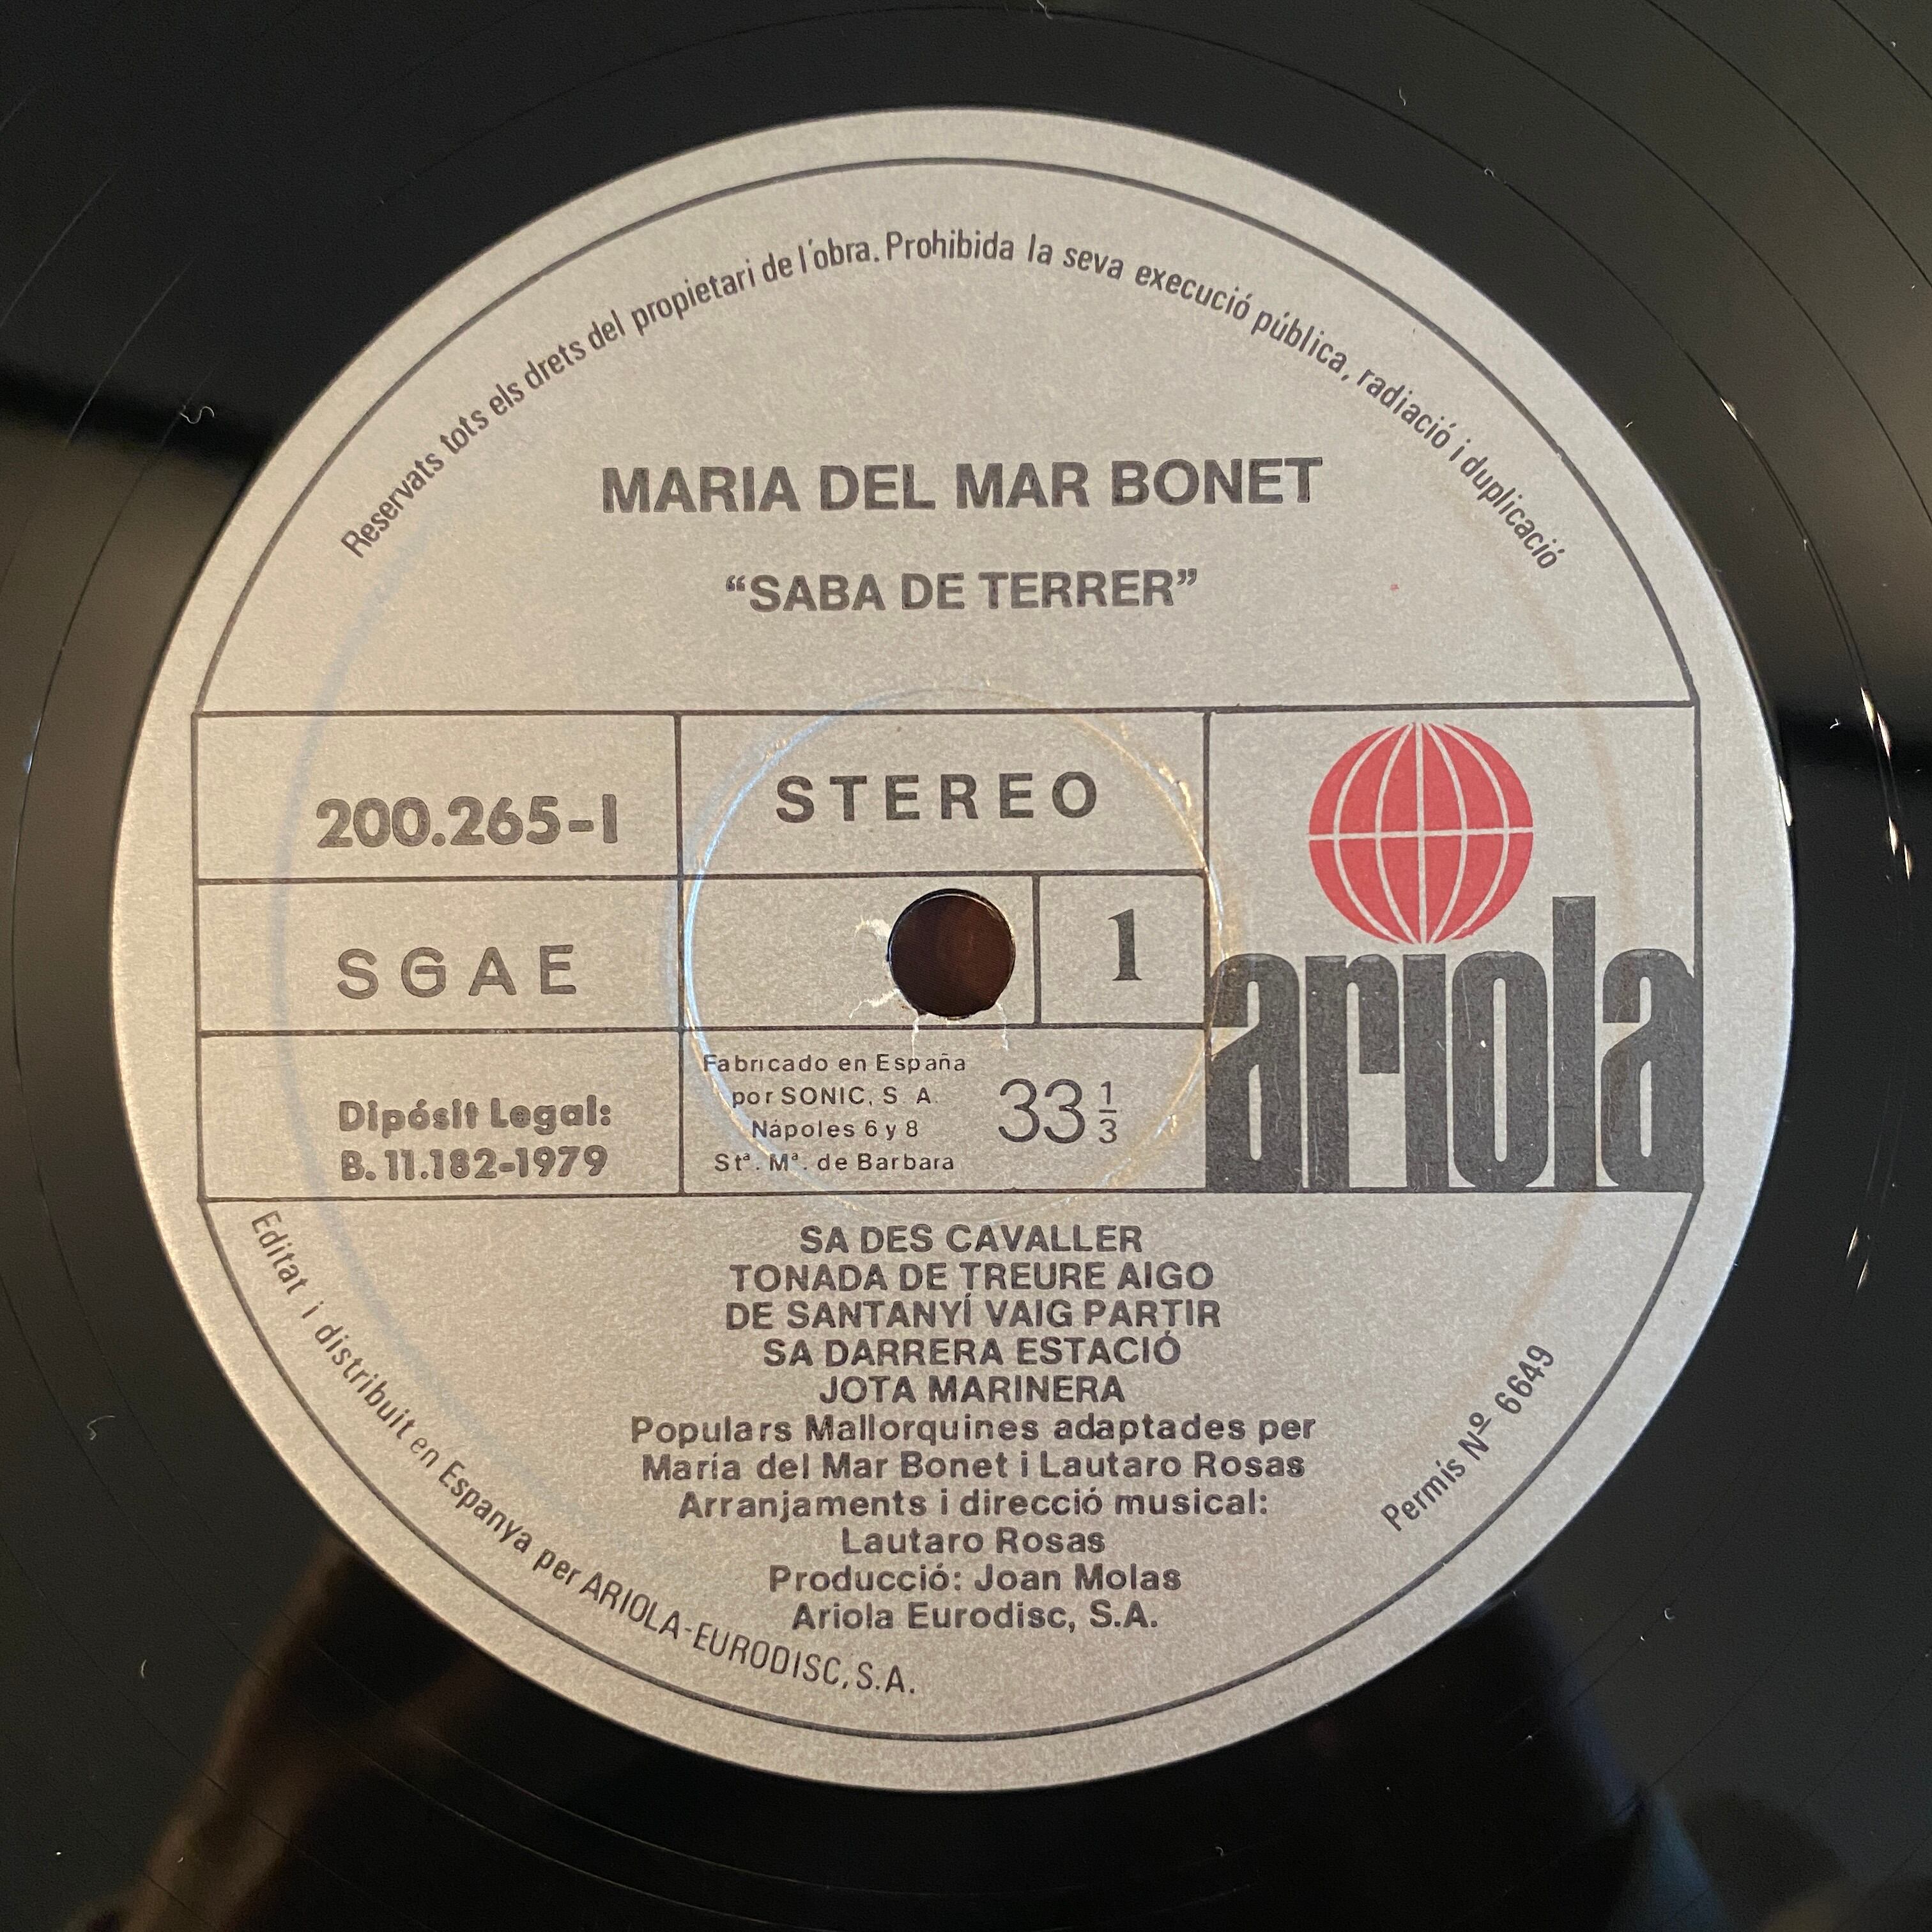 Reservats tots els drets del propietari de l'obra. Prohibida la seva execució pública, radiació i duplicació
MARIA DEL MAR BONET
“SABA DE TERRER”
200.265-I
STEREO
SGAE
1
ariola
Dipósit Legal:
B. 11.182-1979
Fabricado en España
por SONIC, S. A.
Nápoles 6 y 8
Stª. Mª. de Barbara
33 1/3
SA DES CAVALLER
TONADA DE TREURE AIGO
DE SANTANYÍ VAIG PARTIR
SA DARRERA ESTACIÓ
JOTA MARINERA
Populars Mallorquines adaptades per
María del Mar Bonet i Lautaro Rosas
Arranjaments i direcció musical:
Lautaro Rosas
Producció: Joan Molas
Ariola Eurodisc, S.A.
Editat i distribuit en Espanya per ARIOLA-EURODISC, S.A.
Permís Nº 6649